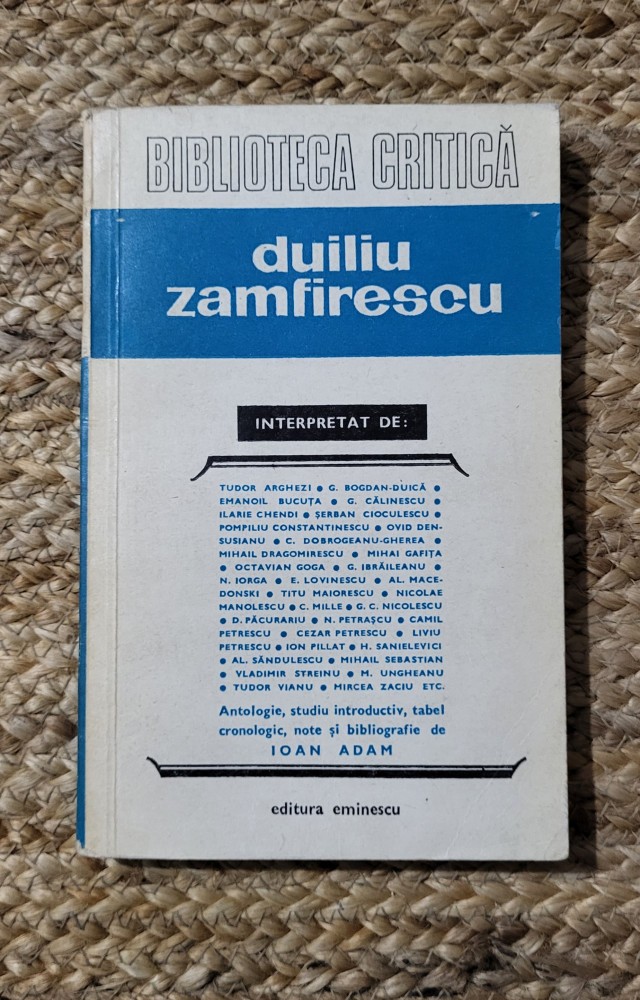 BIBLIOTECA CRITICĂ
duiliu
zamfirescu
INTERPRETAT DE:
TUDOR ARGHEZI ● G. BOGDAN-DUICĂ ●
EMANOIL BUCUȚA ● G. CĂLINESCU ●
ILARIE CHENDI ● ȘERBAN CIOCULESCU ●
POMPILIU CONSTANTINESCU ● OVID DEN-
SUSIANU ● C. DOBROGEANU-GHEREA ●
MIHAIL DRAGOMIRESCU ● MIHAI GAFIȚA
● OCTAVIAN GOGA ● G. IBRĂILEANU ●
N. IORGA ● E. LOVINESCU ● AL. MACE-
DONSKI ● TITU MAIORESCU ● NICOLAE
MANOLESCU ● C. MILLE ● G. C. NICOLESCU
● D. PĂCURARIU ● N. PETRAȘCU ● CAMIL
PETRESCU ● CEZAR PETRESCU ● LIVIU
PETRESCU ● ION PILLAT ● H. SANIELEVICI
● AL. SĂNDULESCU ● MIHAIL SEBASTIAN
● VLADIMIR STREINU ● M. UNGHEANU
● TUDOR VIANU ● MIRCEA ZACIU ETC.
Antologie, studiu introductiv, tabel
cronologic, note și bibliografie de
IOAN ADAM
editura eminescu